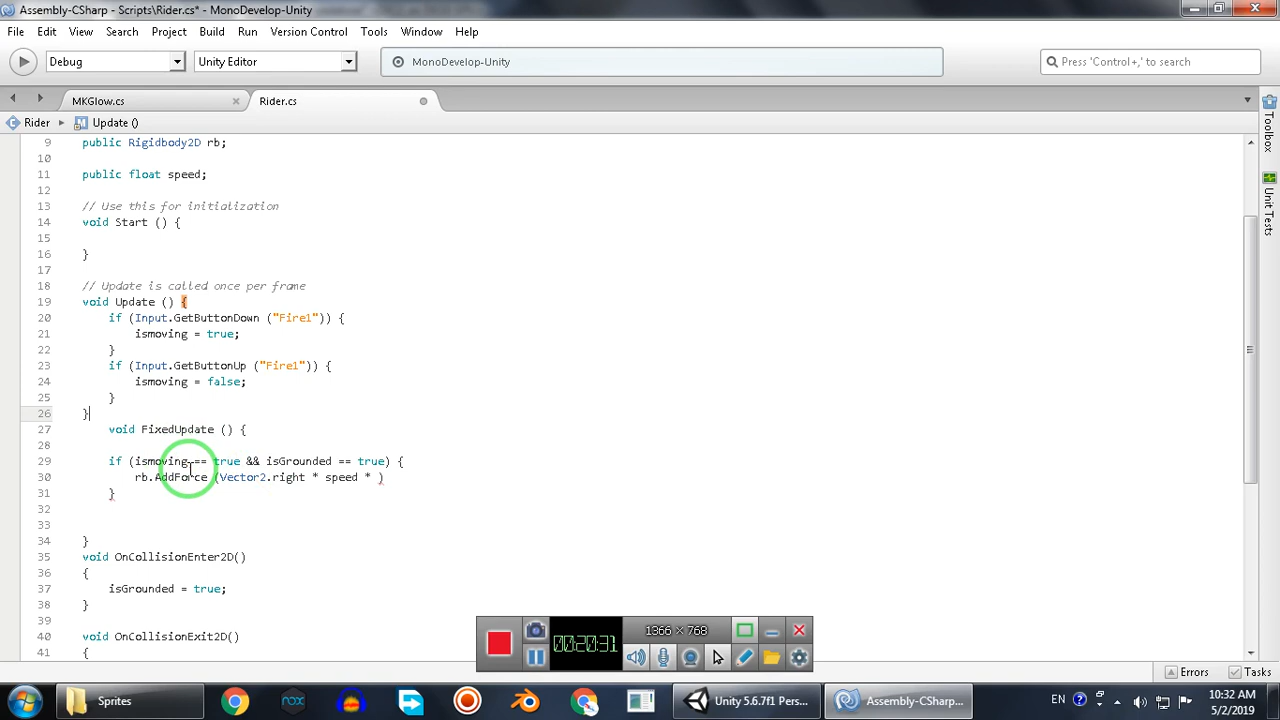 Assembly-CSharp - Scripts\Rider.cs* - MonoDevelop-Unity
File Edit View Search Project Build Run Version Control Tools Window Help
Debug Unity Editor MonoDevelop-Unity Press 'Control+,' to search
MKGlow.cs Rider.cs
Rider Update ()
Toolbox
Unit Tests
9 public Rigidbody2D rb;
10
11 public float speed;
12
13 // Use this for initialization
14 void Start () {
15
16 }
17
18 // Update is called once per frame
19 void Update () {
20 if (Input.GetButtonDown ("Fire1")) {
21 ismoving = true;
22 }
23 if (Input.GetButtonUp ("Fire1")) {
24 ismoving = false;
25 }
26 }
27 void FixedUpdate () {
28
29 if (ismoving == true && isGrounded == true) {
30 rb.AddForce (Vector2.right * speed * )
31 }
32
33
34 }
35 void OnCollisionEnter2D()
36 {
37 isGrounded = true;
38 }
39
40 void OnCollisionExit2D()
41 {
00:20:31 1366 × 768
Errors Tasks
Sprites nox Unity 5.6.7f1 Pers... Assembly-CSharp... EN 10:32 AM
5/2/2019